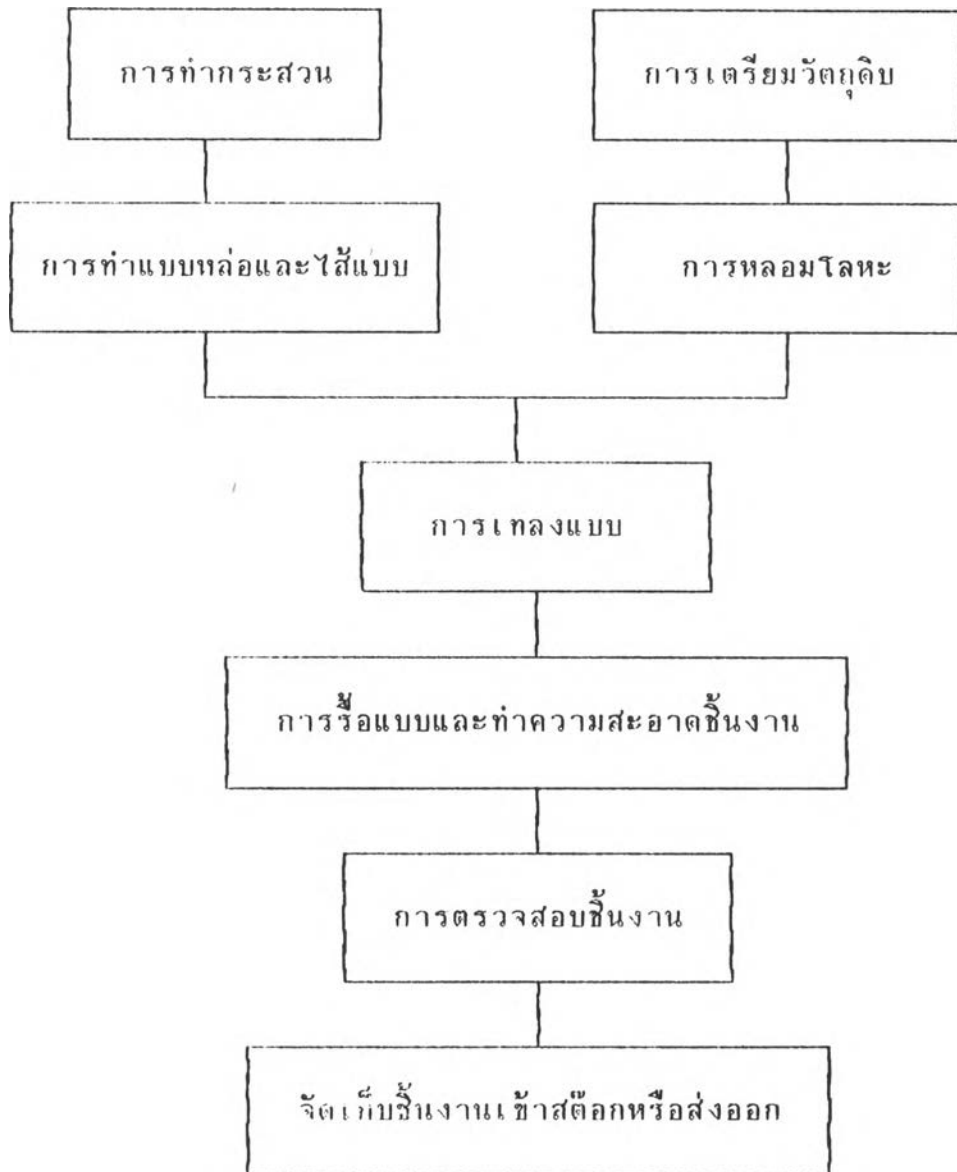 การทำกระสวน
การเตรียมวัตถุดิบ
การทำแบบหล่อและไส้แบบ
การหลอมโลหะ
การเทลงแบบ
การรื้อแบบและทำความสะอาดชิ้นงาน
การตรวจสอบชิ้นงาน
จัดเก็บชิ้นงานเข้าสต๊อกหรือส่งออก